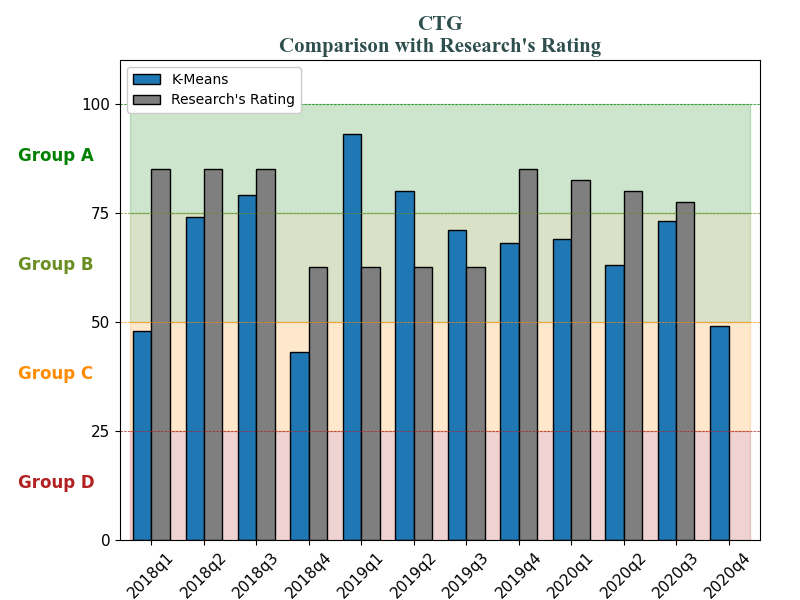 CTG
Comparison with Research's Rating
K-Means
Research's Rating
100
Group A
75
Group B
50
Group C
25
Group D
0
2018q1
2018q2
2018q3
2018q4
2019q1
2019q2
2019q3
2019q4
2020q1
2020q2
2020q3
2020q4